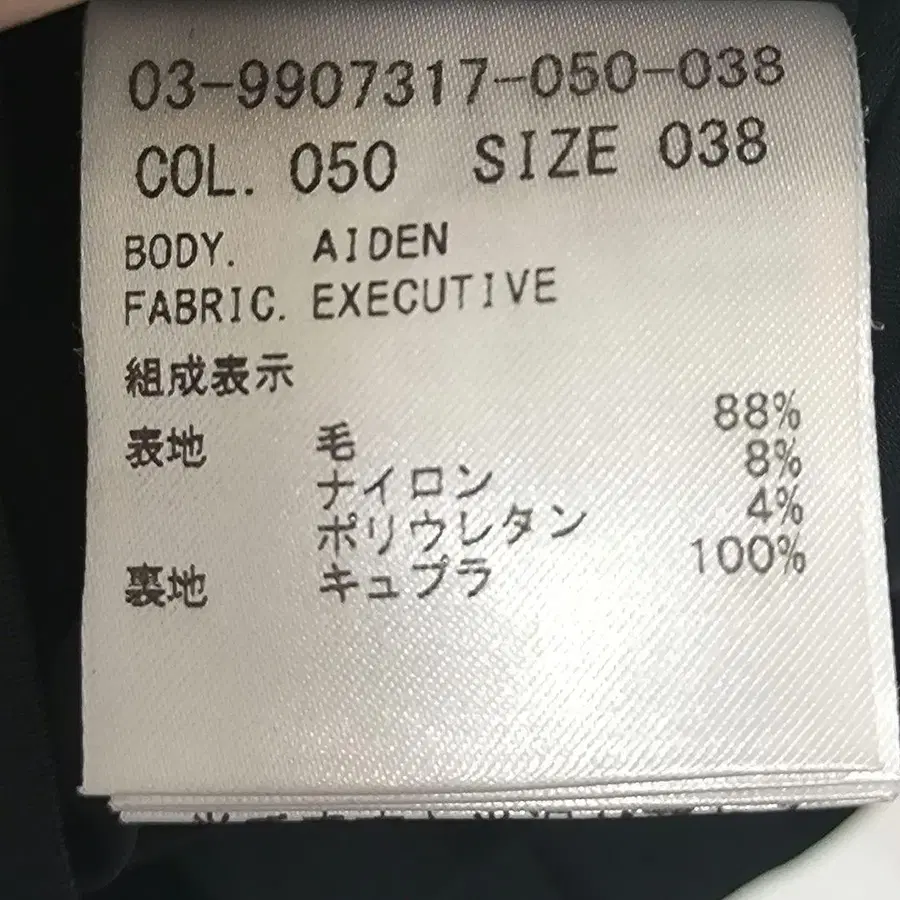 03-9907317-050-038
COL. 050 SIZE 038
BODY. AIDEN
FABRIC. EXECUTIVE
組成表示
表地 毛 88%
ナイロン 8%
ポリウレタン 4%
裏地 キュプラ 100%